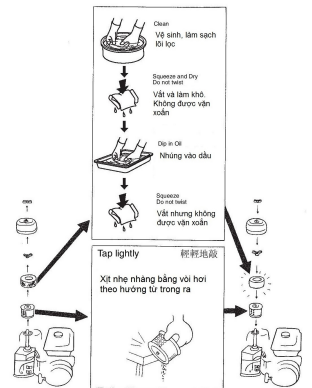 Clean
Vệ sinh, làm sạch
lõi lọc
Squeeze and Dry
Do not twist
Vắt và làm khô.
Không được vặn
xoắn
Dip in Oil
Nhúng vào dầu
Squeeze
Do not twist
Vắt nhưng không
được vặn xoắn
Tap lightly 輕輕地敲
Xịt nhẹ nhàng bằng vòi hơi
theo hướng từ trong ra